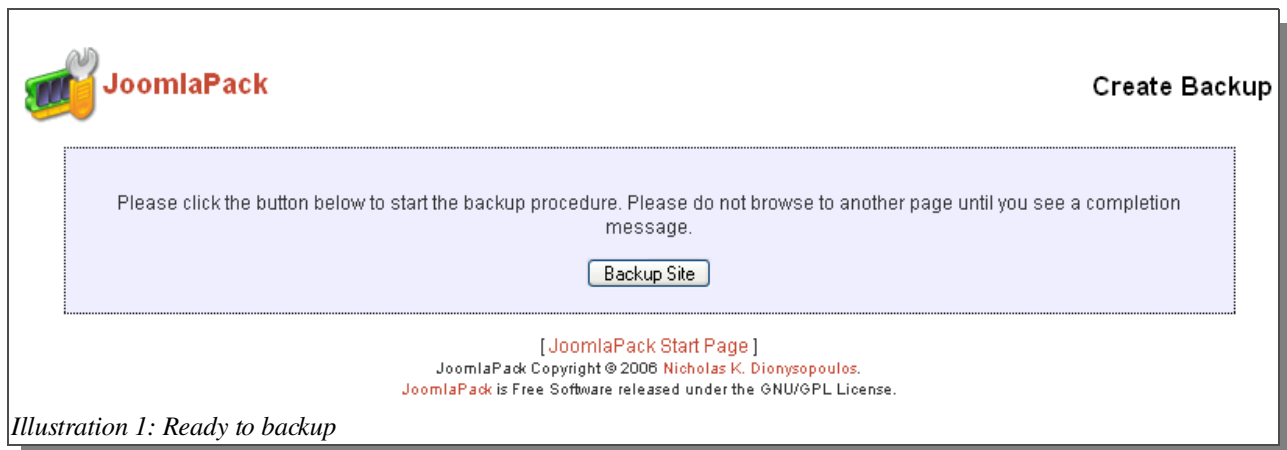 JoomlaPack
Create Backup
Please click the button below to start the backup procedure. Please do not browse to another page until you see a completion
message.
Backup Site
[ JoomlaPack Start Page ]
JoomlaPack Copyright © 2006 Nicholas K. Dionysopoulos.
JoomlaPack is Free Software released under the GNU/GPL License.
Illustration 1: Ready to backup